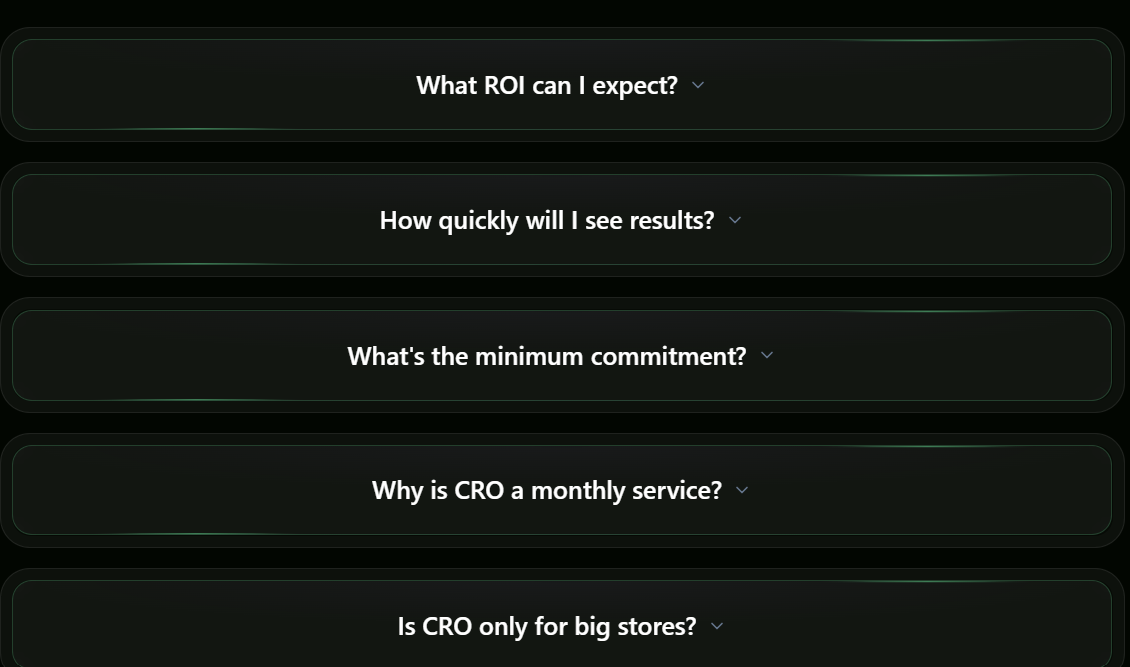 What ROI can I expect?
How quickly will I see results?
What's the minimum commitment?
Why is CRO a monthly service?
Is CRO only for big stores?